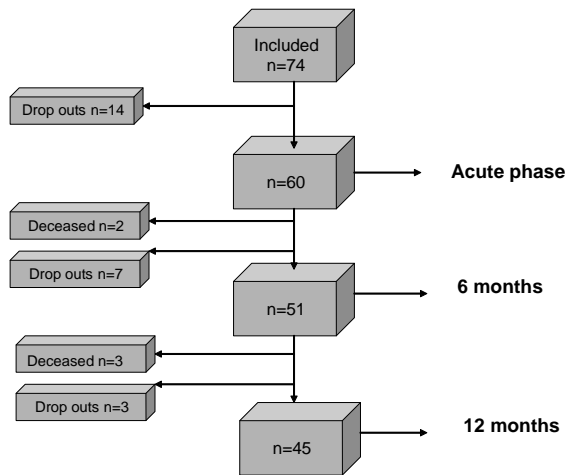 Included
n=74
Drop outs n=14
n=60
Acute phase
Deceased n=2
Drop outs n=7
n=51
6 months
Deceased n=3
Drop outs n=3
n=45
12 months